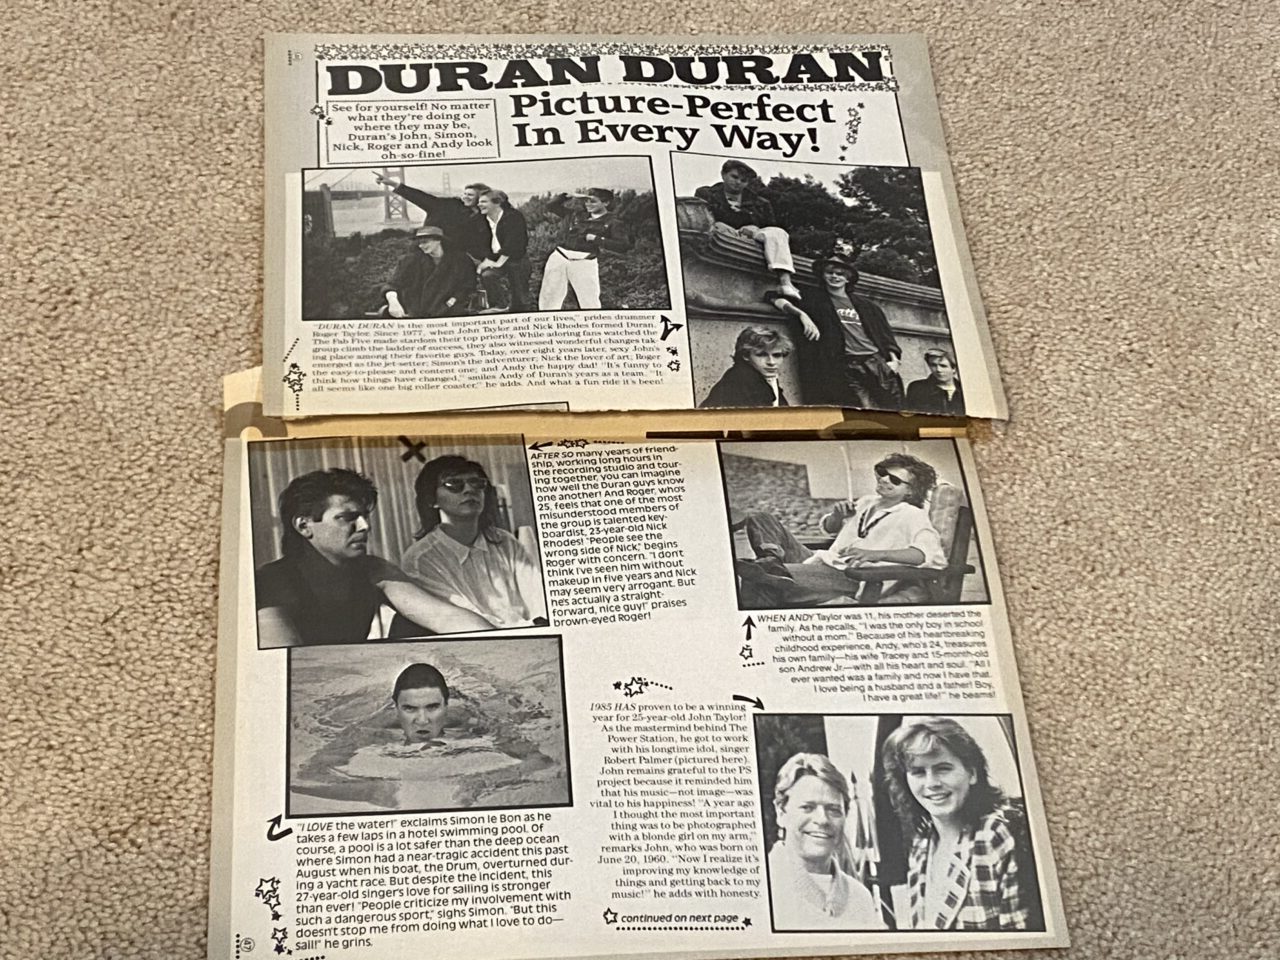 DURAN DURAN
Picture-Perfect
In Every Way!
See for yourself! No matter
what they're doing or
where they may be,
Duran's John, Simon,
Nick, Roger and Andy look
oh-so-fine!
"DURAN DURAN is the most important part of our lives," prides drummer
Roger Taylor. Since 1977, when John Taylor and Nick Rhodes formed Duran,
The Fab Five made stardom their top priority. While adoring fans watched the
group climb the ladder of success, they also witnessed wonderful changes tak-
ing place among their favorite guys. Today, over eight years later, sexy John's
emerged as the jet-setter; Simon's the adventurer; Nick the lover of art; Roger
the easy-to-please and content one; and Andy the happy dad! "It's funny to
think how things have changed," smiles Andy of Duran's years as a team. "It
all seems like one big roller coaster," he adds. And what a fun ride it's been!
AFTER SO many years of friend-
ship, working long hours in
the recording studio and tour-
ing together, you can imagine
how well the Duran guys know
one another! And Roger, who's
25, feels that one of the most
misunderstood members of
the group is talented key-
boardist, 23-year-old Nick
Rhodes! "People see the
wrong side of Nick," begins
Roger with concern. "I don't
think I've seen him without
makeup in five years and Nick
may seem very arrogant. But
he's actually a straight-
forward, nice guy!" praises
brown-eyed Roger!
WHEN ANDY Taylor was 11, his mother deserted the
family. As he recalls, "I was the only boy in school
without a mom." Because of his heartbreaking
childhood experience, Andy, who's 24, treasures
his own family—his wife Tracey and 15-month-old
son Andrew Jr.—with all his heart and soul. "All I
ever wanted was a family and now I have that.
I love being a husband and a father! Boy,
I have a great life!" he beams!
1985 HAS proven to be a winning
year for 25-year-old John Taylor!
As the mastermind behind The
Power Station, he got to work
with his longtime idol, singer
Robert Palmer (pictured here).
John remains grateful to the PS
project because it reminded him
that his music—not image—was
vital to his happiness! "A year ago
I thought the most important
thing was to be photographed
with a blonde girl on my arm,"
remarks John, who was born on
June 20, 1960. "Now I realize it's
improving my knowledge of
things and getting back to my
music!" he adds with honesty.
continued on next page
"I LOVE the water!" exclaims Simon le Bon as he
takes a few laps in a hotel swimming pool. Of
course, a pool is a lot safer than the deep ocean
where Simon had a near-tragic accident this past
August when his boat, the Drum, overturned dur-
ing a yacht race. But despite the incident, this
27-year-old singer's love for sailing is stronger
than ever! "People criticize my involvement with
such a dangerous sport," sighs Simon. "But this
doesn't stop me from doing what I love to do—
sail!" he grins.
47